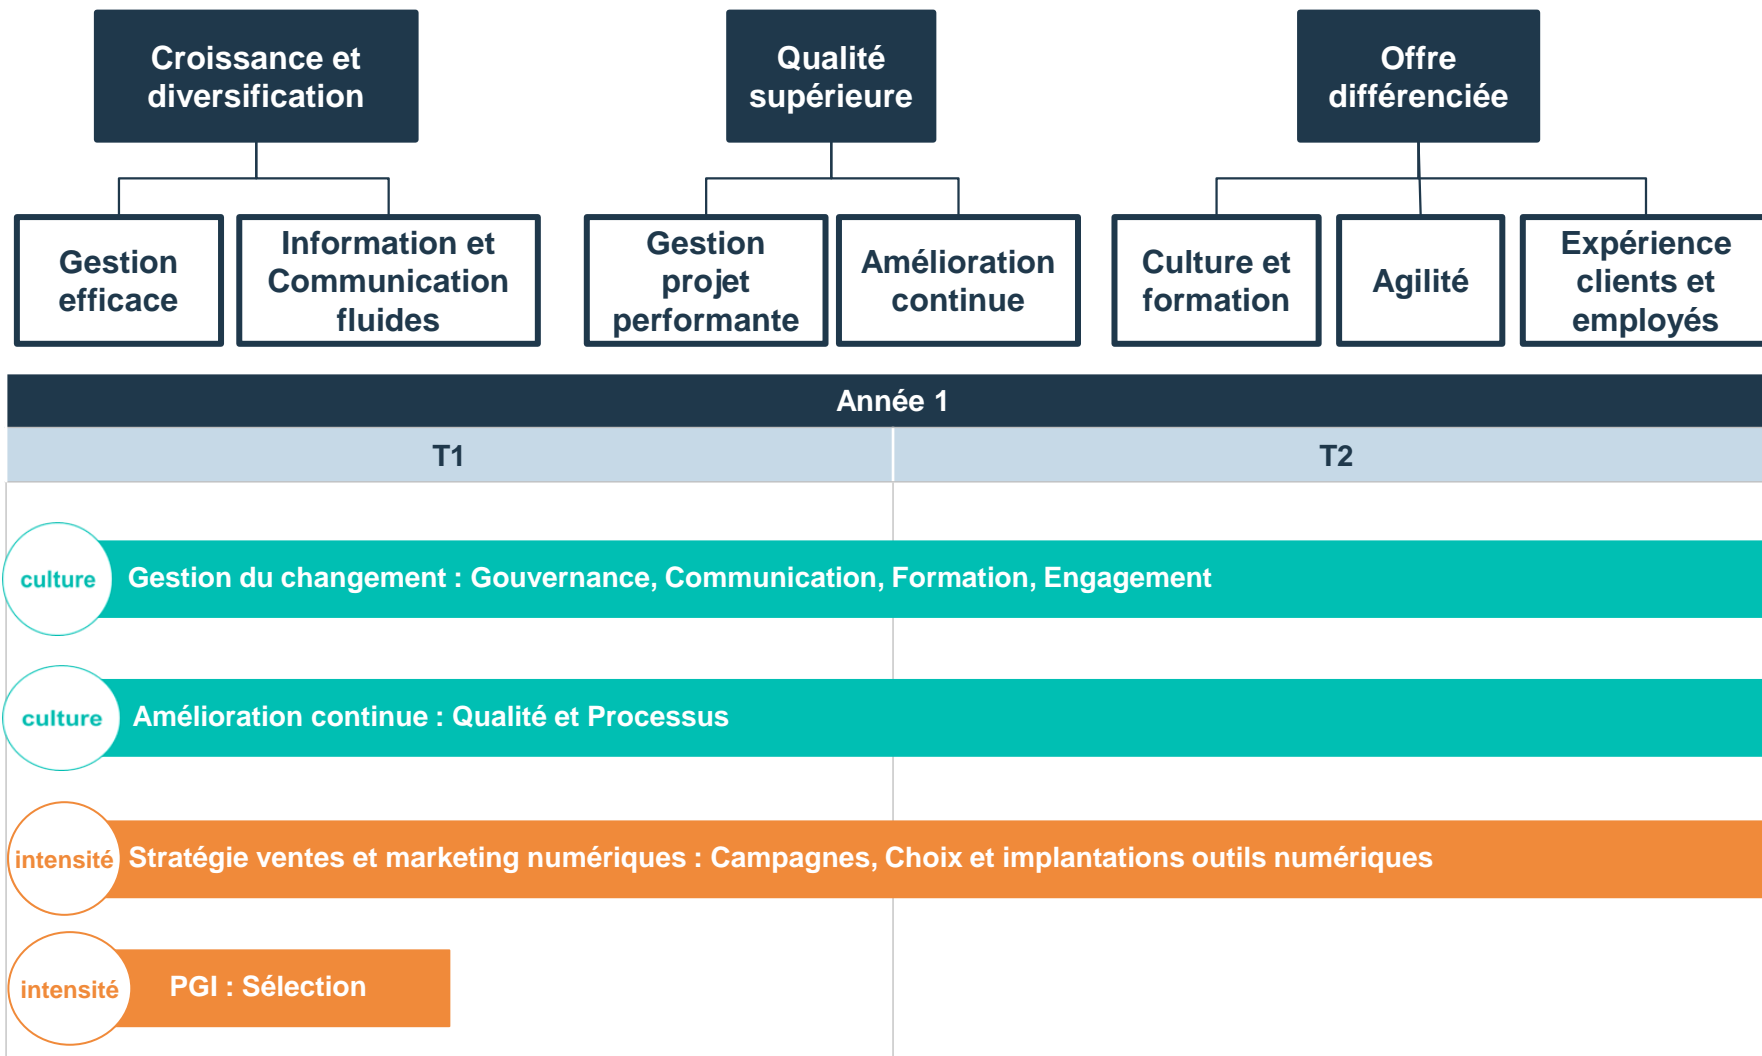 Croissance et
diversification
Qualité
supérieure
Offre
différenciée
Gestion
efficace
Information et
Communication
fluides
Gestion
projet
performante
Amélioration
continue
Culture et
formation
Agilité
Expérience
clients et
employés
Année 1
T1
T2
culture
Gestion du changement : Gouvernance, Communication, Formation, Engagement
culture
Amélioration continue : Qualité et Processus
intensité
Stratégie ventes et marketing numériques : Campagnes, Choix et implantations outils numériques
intensité
PGI : Sélection